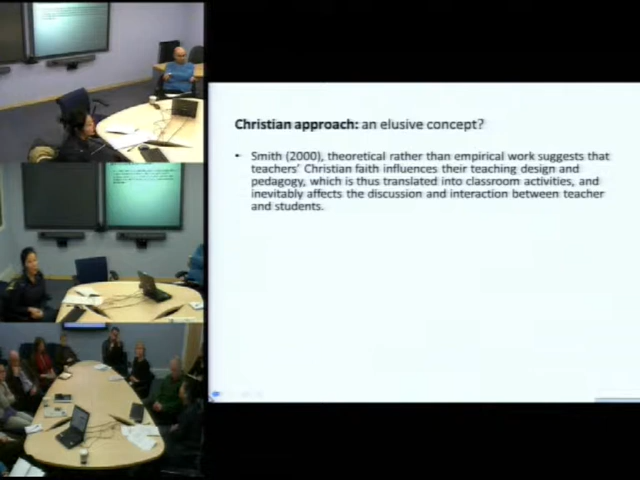 Christian approach: an elusive concept?
• Smith (2000), theoretical rather than empirical work suggests that
teachers' Christian faith influences their teaching design and
pedagogy, which is thus translated into classroom activities, and
inevitably affects the discussion and interaction between teacher
and students.